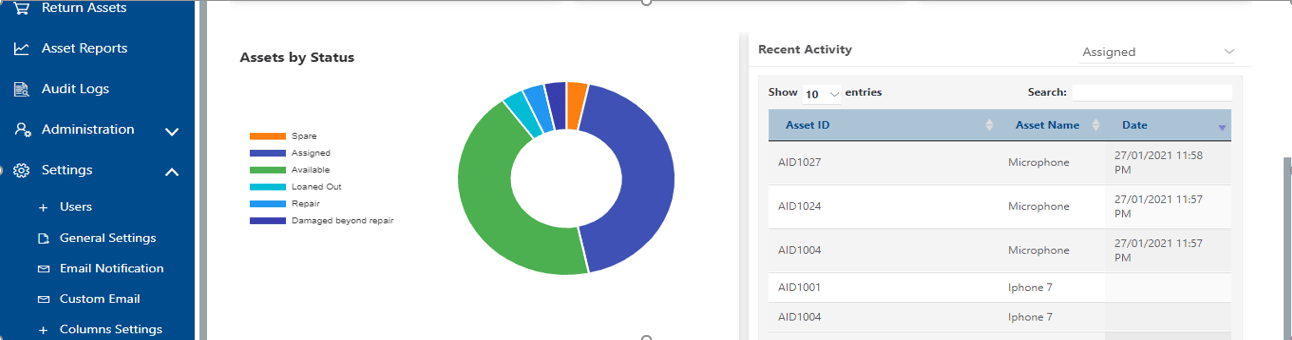 Return Assets
Asset Reports
Audit Logs
Administration
Settings
Users
General Settings
Email Notification
Custom Email
Columns Settings
Assets by Status
Spare
Assigned
Available
Loaned Out
Repair
Damaged beyond repair
Recent Activity
Assigned
Show 10 entries
Search:
Asset ID Asset Name Date
AID1027 Microphone 27/01/2021 11:58
PM
AID1024 Microphone 27/01/2021 11:57
PM
AID1004 Microphone 27/01/2021 11:57
PM
AID1001 Iphone 7
AID1004 Iphone 7